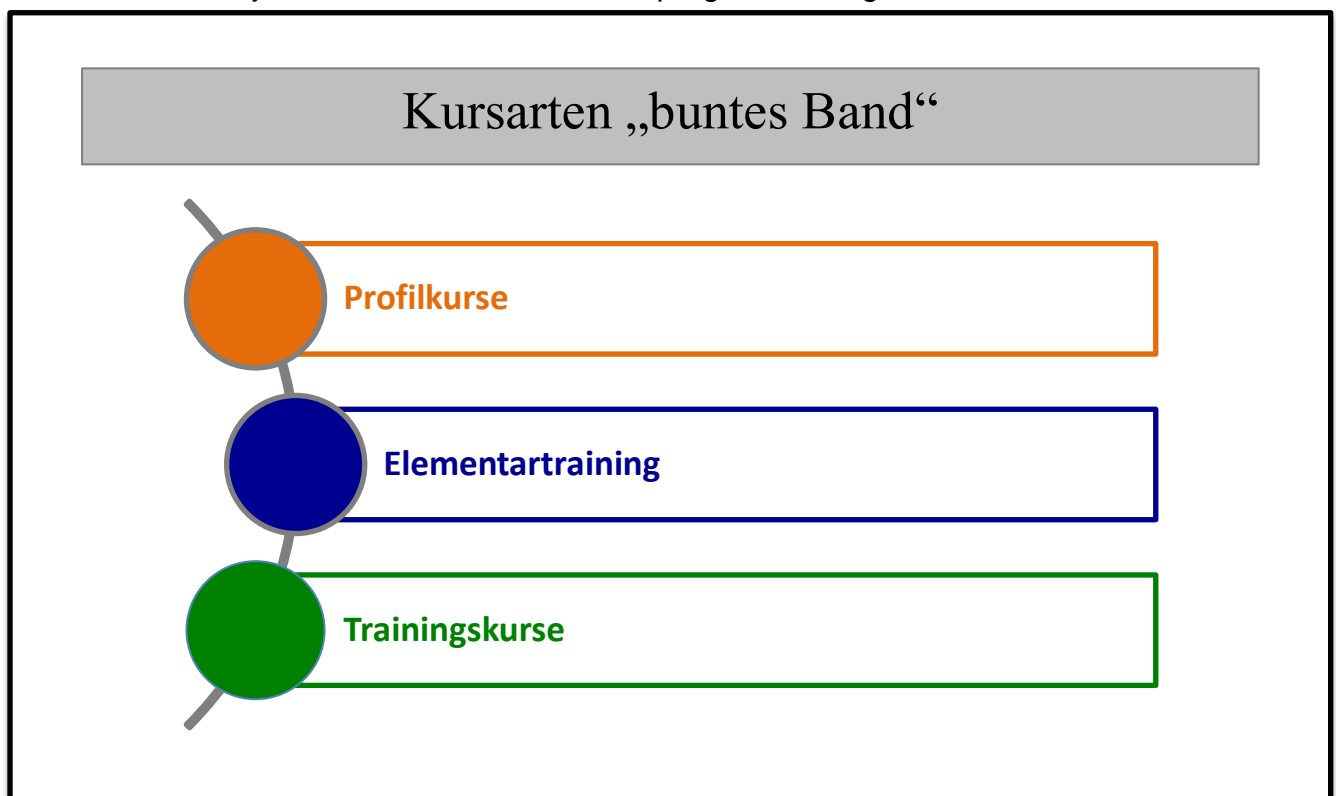 Kursarten „buntes Band“
Profilkurse
Elementartraining
Trainingskurse